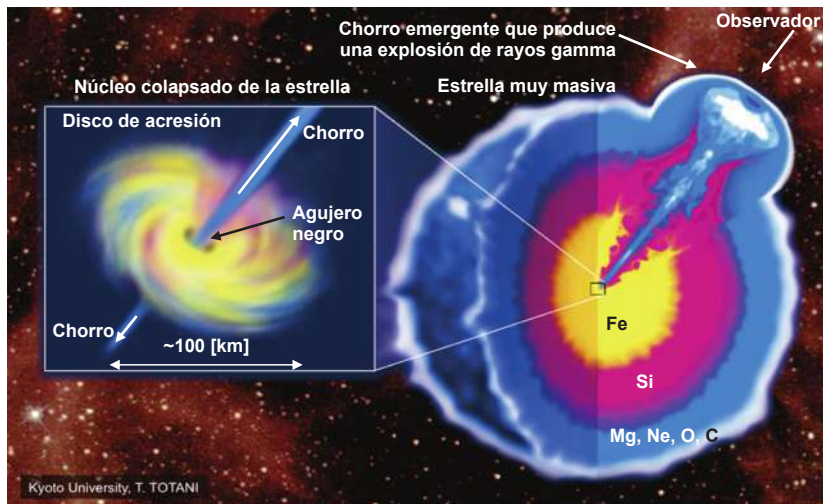 Chorro emergente que produce
una explosión de rayos gamma
Observador
Núcleo colapsado de la estrella
Estrella muy masiva
Disco de acresión
Chorro
Agujero
negro
Chorro
~100 [km]
Fe
Si
Mg, Ne, O, C
Kyoto University, T. TOTANI